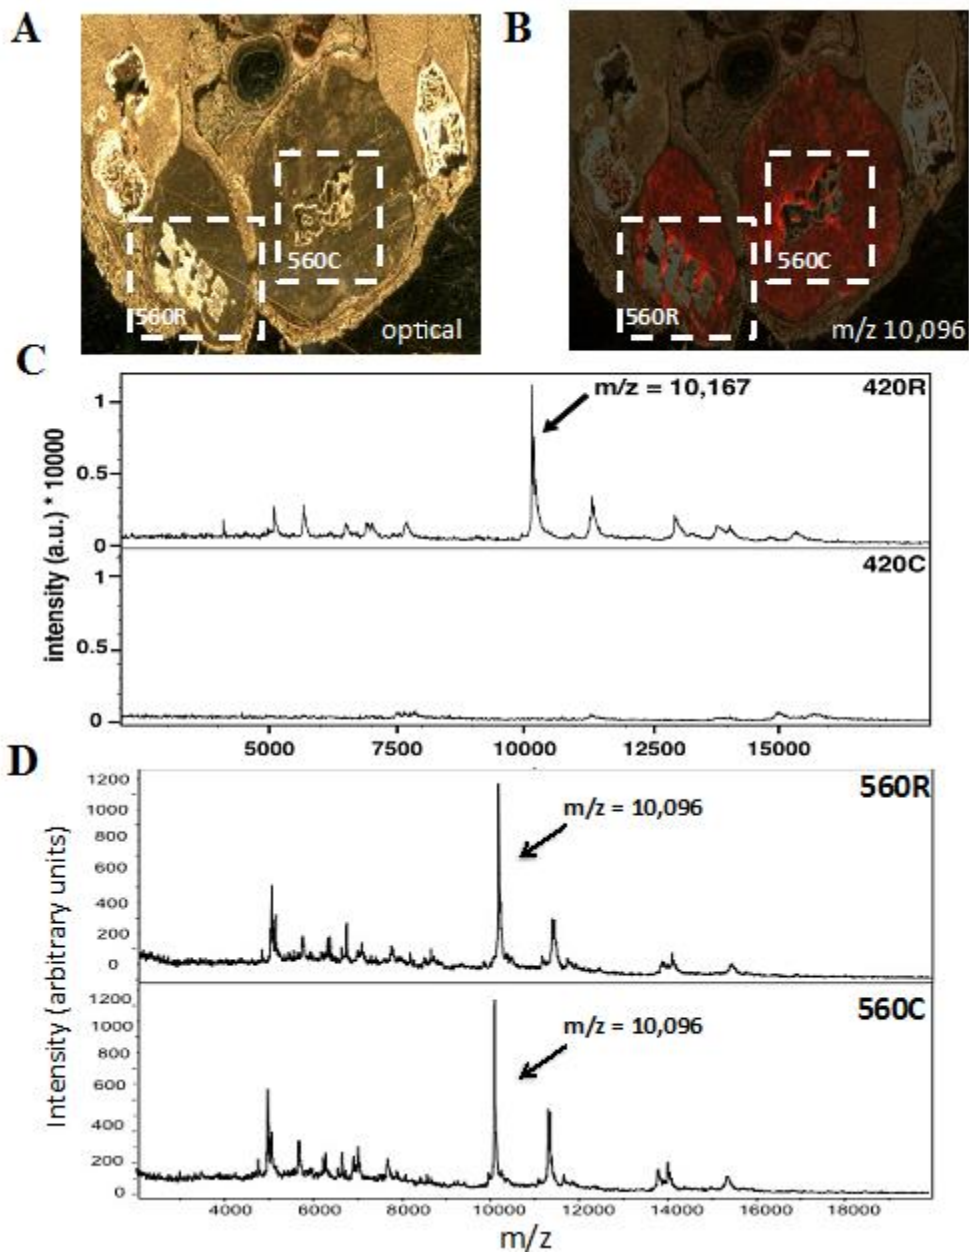 A
B
560C
560R
optical
560C
560R
m/z 10,096
C
m/z = 10,167
420R
1
0.5
0
420C
1
0.5
0
intensity (a.u.) * 10000
5000
7500
10000
12500
15000
D
1200
1000
800
600
400
200
0
m/z = 10,096
560R
1200
1000
800
600
400
200
0
m/z = 10,096
560C
Intensity (arbitrary units)
4000
6000
8000
10000
12000
14000
16000
18000
m/z